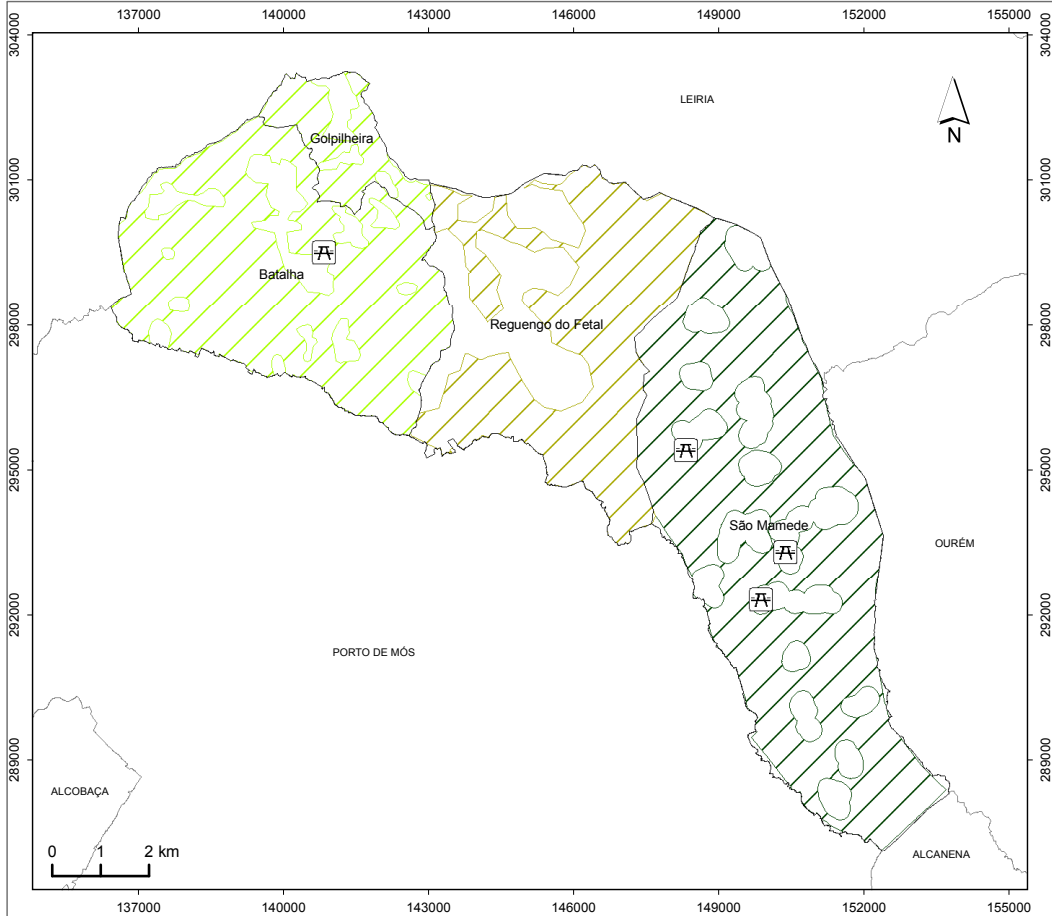 137000 140000 143000 146000 149000 152000 155000
304000 304000
LEIRIA
N
Golpilheira
301000 301000
Batalha
298000 298000
Reguengo do Fetal
295000 295000
São Mamede
OURÉM
292000 292000
PORTO DE MÓS
289000 289000
ALCOBAÇA
0 1 2 km
ALCANENA
137000 140000 143000 146000 149000 152000 155000